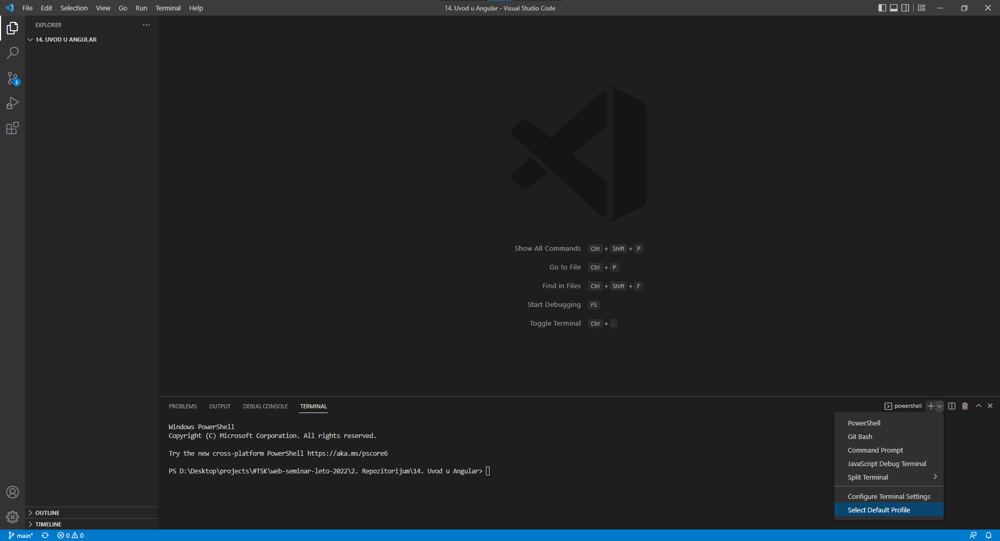 File Edit Selection View Go Run Terminal Help
14. Uvod u Angular - Visual Studio Code
EXPLORER
14. UVOD U ANGULAR
2
Show All Commands Ctrl + Shift + P
Go to File Ctrl + P
Find in Files Ctrl + Shift + F
Start Debugging F5
Toggle Terminal Ctrl + .
PROBLEMS OUTPUT DEBUG CONSOLE TERMINAL
powershell
Windows PowerShell
Copyright (C) Microsoft Corporation. All rights reserved.
Try the new cross-platform PowerShell https://aka.ms/pscore6
PS D:\Desktop\projects\#TSK\web-seminar-leto-2022\2. Repozitorijum\14. Uvod u Angular>
PowerShell
Git Bash
Command Prompt
JavaScript Debug Terminal
Split Terminal
Configure Terminal Settings
Select Default Profile
OUTLINE
TIMELINE
main* 0 0